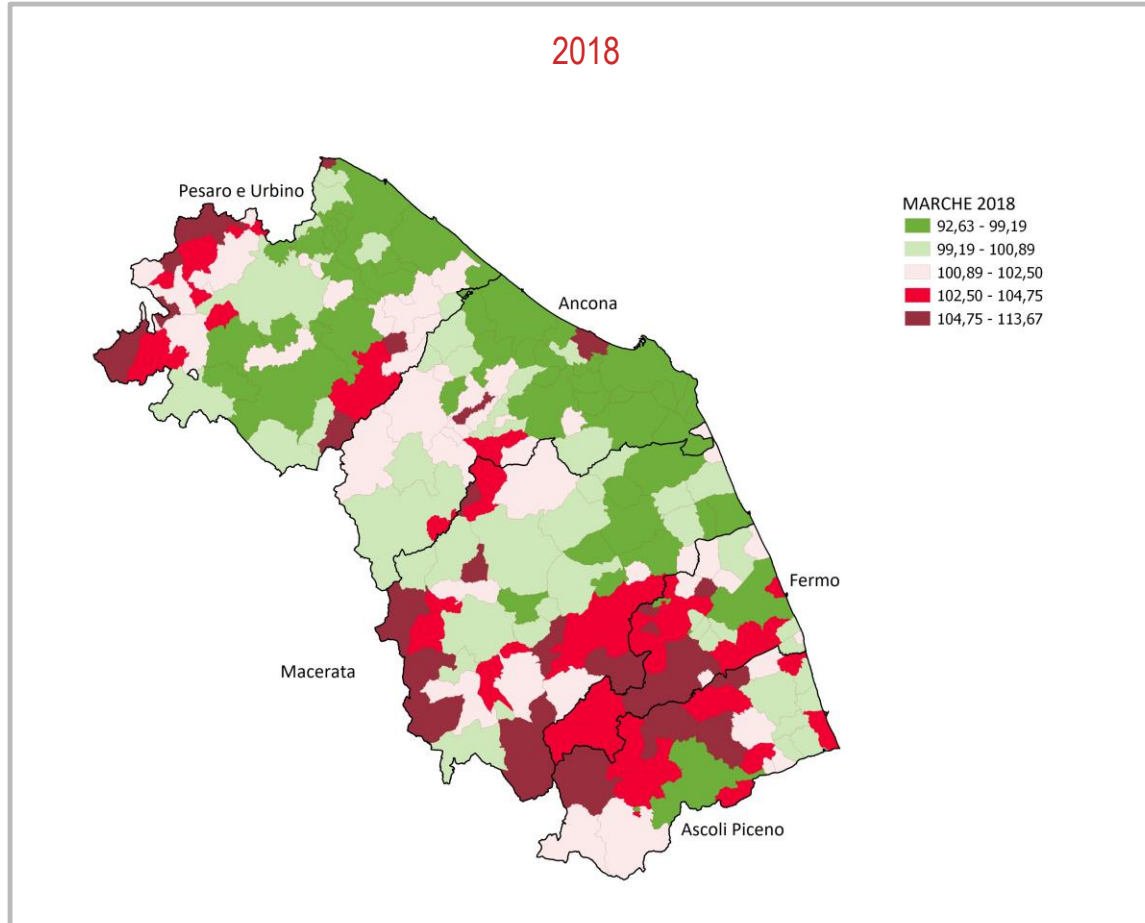 2018
Pesaro e Urbino
MARCHE 2018
92,63 - 99,19
99,19 - 100,89
100,89 - 102,50
102,50 - 104,75
104,75 - 113,67
Ancona
Fermo
Macerata
Ascoli Piceno